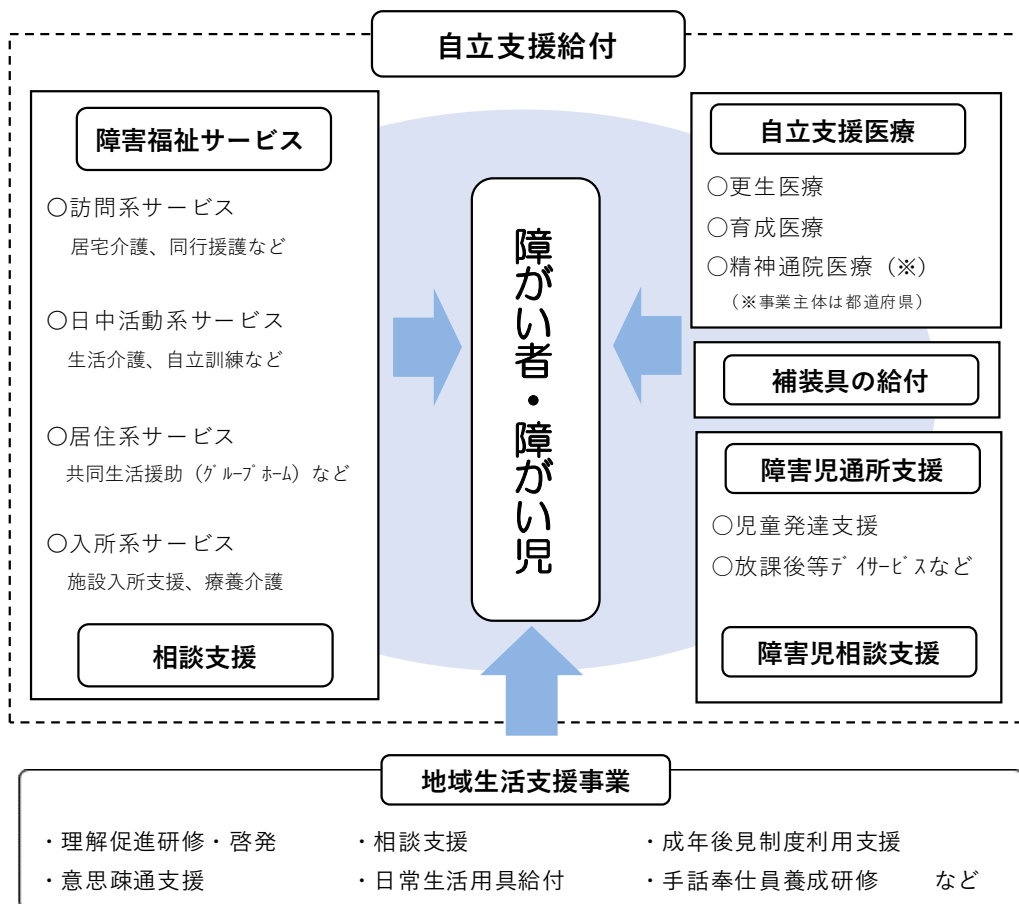 自立支援給付
障害福祉サービス
○訪問系サービス
居宅介護、同行援護など
○日中活動系サービス
生活介護、自立訓練など
○居住系サービス
共同生活援助（ｸﾞﾙｰﾌﾟﾎｰﾑ）など
○入所系サービス
施設入所支援、療養介護
相談支援
障がい者・障がい児
自立支援医療
○更生医療
○育成医療
○精神通院医療（※）
（※事業主体は都道府県）
補装具の給付
障害児通所支援
○児童発達支援
○放課後等ﾃﾞｲｻｰﾋﾞｽなど
障害児相談支援
地域生活支援事業
・理解促進研修・啓発　・相談支援　・成年後見制度利用支援
・意思疎通支援　・日常生活用具給付　・手話奉仕員養成研修　など